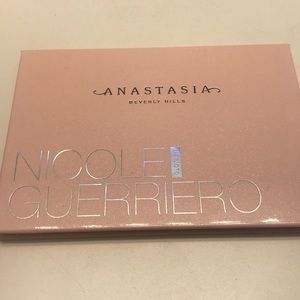 ANASTASIA
BEVERLY HILLS
NICOLE
GUERRIERO